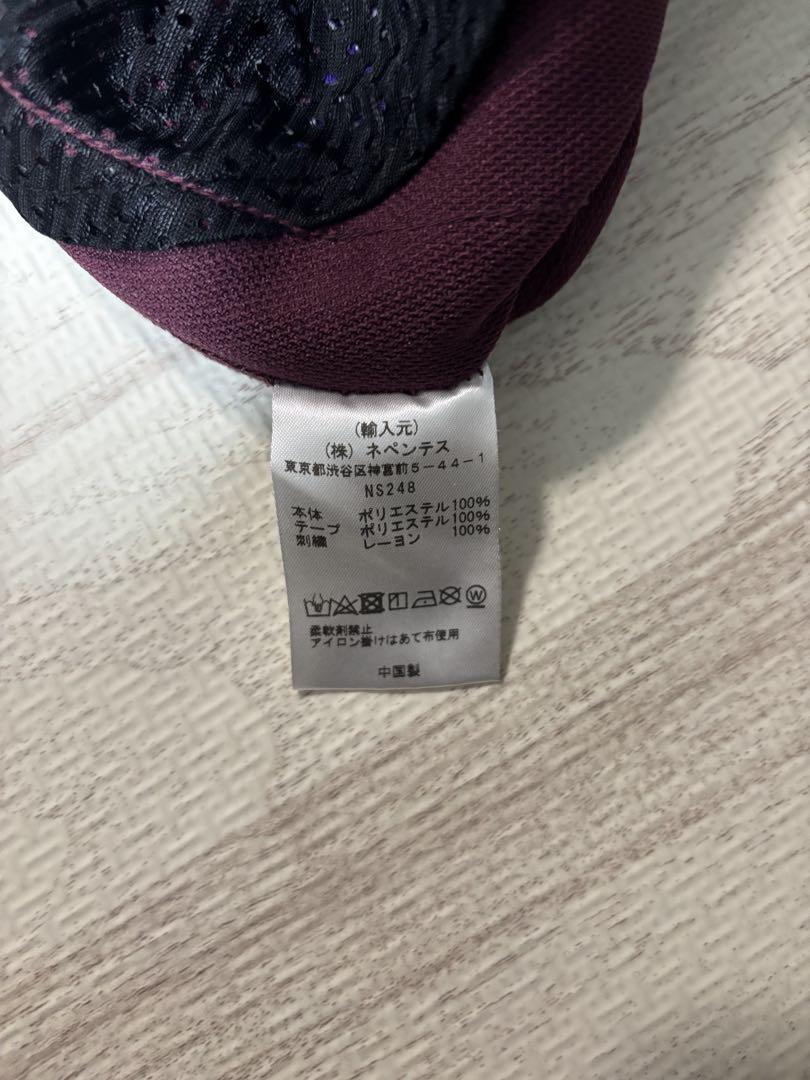 (輸入元)
(株) ネペンテス
東京都渋谷区神宮前5-44-1
NS248
本体 ポリエステル100%
テープ ポリエステル100%
刺繍 レーヨン 100%
W
柔軟剤禁止
アイロン掛けはあて布使用
中国製